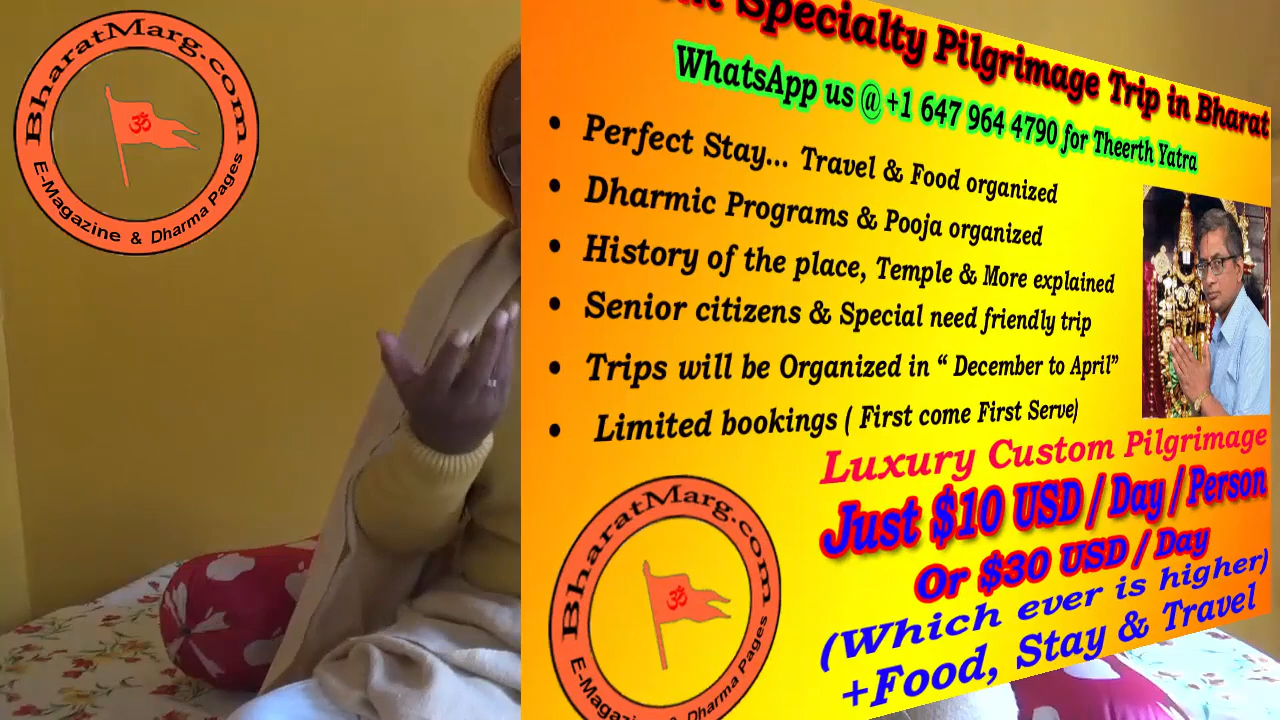 BharatMarg.com
E-Magazine & Dharma Pages
ॐ
Specialty Pilgrimage Trip in Bharat
WhatsApp us @ +1 647 964 4790 for Theerth Yatra
• Perfect Stay... Travel & Food organized
• Dharmic Programs & Pooja organized
• History of the place, Temple & More explained
• Senior citizens & Special need friendly trip
• Trips will be Organized in “ December to April”
• Limited bookings ( First come First Serve)
Luxury Custom Pilgrimage
Just $10 USD / Day / Person
Or $30 USD / Day
(Which ever is higher)
+Food, Stay & Travel
BharatMarg.com
& Dharma Pages
ॐ